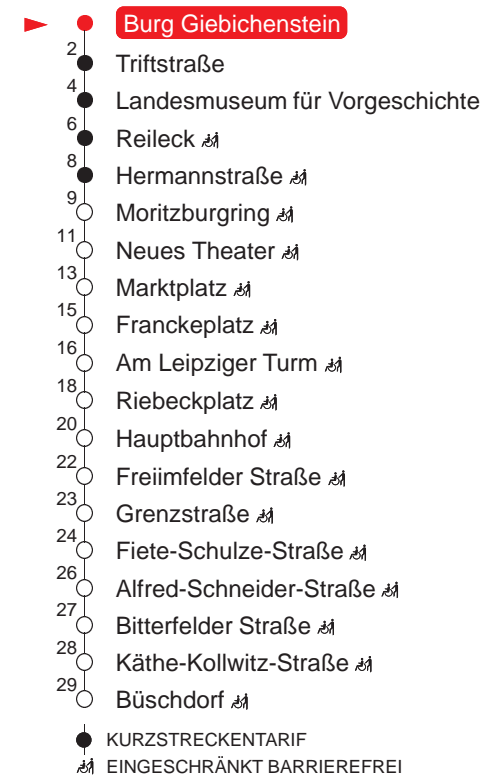 Burg Giebichenstein
2 Triftstraße
4 Landesmuseum für Vorgeschichte
6 Reileck
8 Hermannstraße
9 Moritzburgring
11 Neues Theater
13 Marktplatz
15 Franckeplatz
16 Am Leipziger Turm
18 Riebeckplatz
20 Hauptbahnhof
22 Freiimfelder Straße
23 Grenzstraße
24 Fiete-Schulze-Straße
26 Alfred-Schneider-Straße
27 Bitterfelder Straße
28 Käthe-Kollwitz-Straße
29 Büschdorf
KURZSTRECKENTARIF
EINGESCHRÄNKT BARRIEREFREI